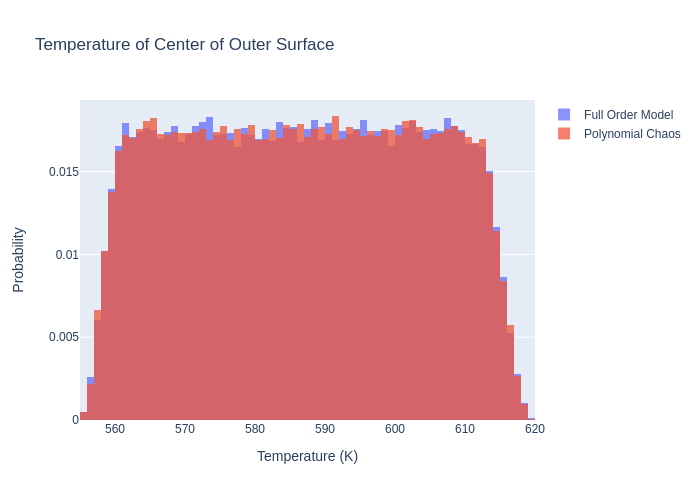 Temperature of Center of Outer Surface
Full Order Model
Polynomial Chaos
Probability
0.015
0.01
0.005
0
560
570
580
590
600
610
620
Temperature (K)